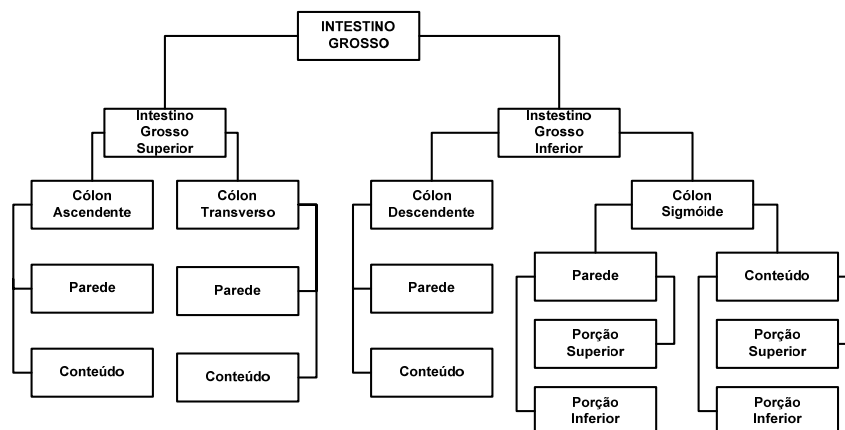 INTESTINO
GROSSO
Intestino
Grosso
Superior
Instestino
Grosso
Inferior
Cólon
Ascendente
Cólon
Transverso
Cólon
Descendente
Cólon
Sigmóide
Parede
Parede
Parede
Parede
Conteúdo
Porção
Superior
Porção
Superior
Conteúdo
Conteúdo
Conteúdo
Porção
Inferior
Porção
Inferior